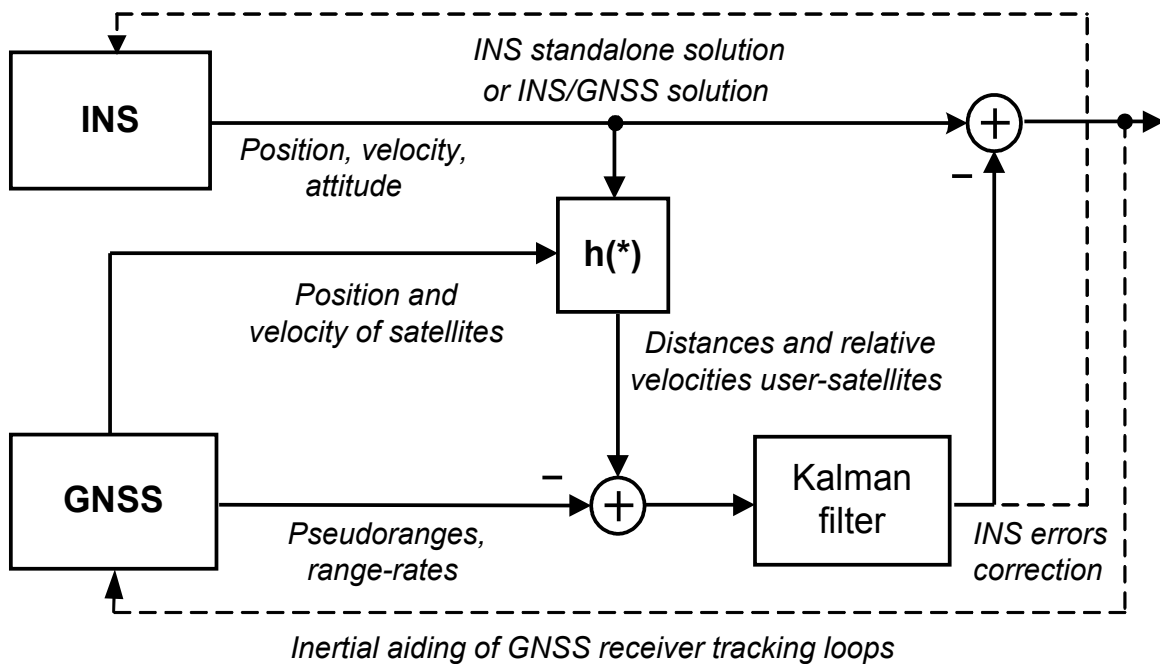 INS standalone solution
or INS/GNSS solution
INS
+
Position, velocity,
attitude
–
h(*)
Position and
velocity of satellites
Distances and relative
velocities user-satellites
GNSS
–
+
Kalman
filter
Pseudoranges,
range-rates
INS errors
correction
Inertial aiding of GNSS receiver tracking loops